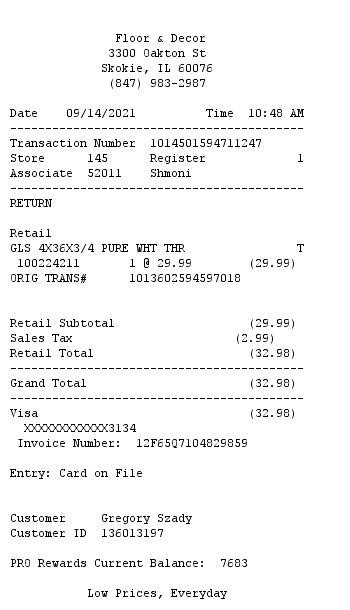 Floor & Decor
3300 Oakton St
Skokie, IL 60076
(847) 983-2987
Date 09/14/2021 Time 10:48 AM
Transaction Number 1014501594711247
Store 145 Register 1
Associate 52011 Shmoni
RETURN
Retail
GLS 4X36X3/4 PURE WHT THR T
100224211 1 @ 29.99 (29.99)
ORIG TRANS# 1013602594597018
Retail Subtotal (29.99)
Sales Tax (2.99)
Retail Total (32.98)
Grand Total (32.98)
Visa (32.98)
XXXXXXXXXXXX3134
Invoice Number: 12F65Q7104829859
Entry: Card on File
Customer Gregory Szady
Customer ID 136013197
PRO Rewards Current Balance: 7683
Low Prices, Everyday